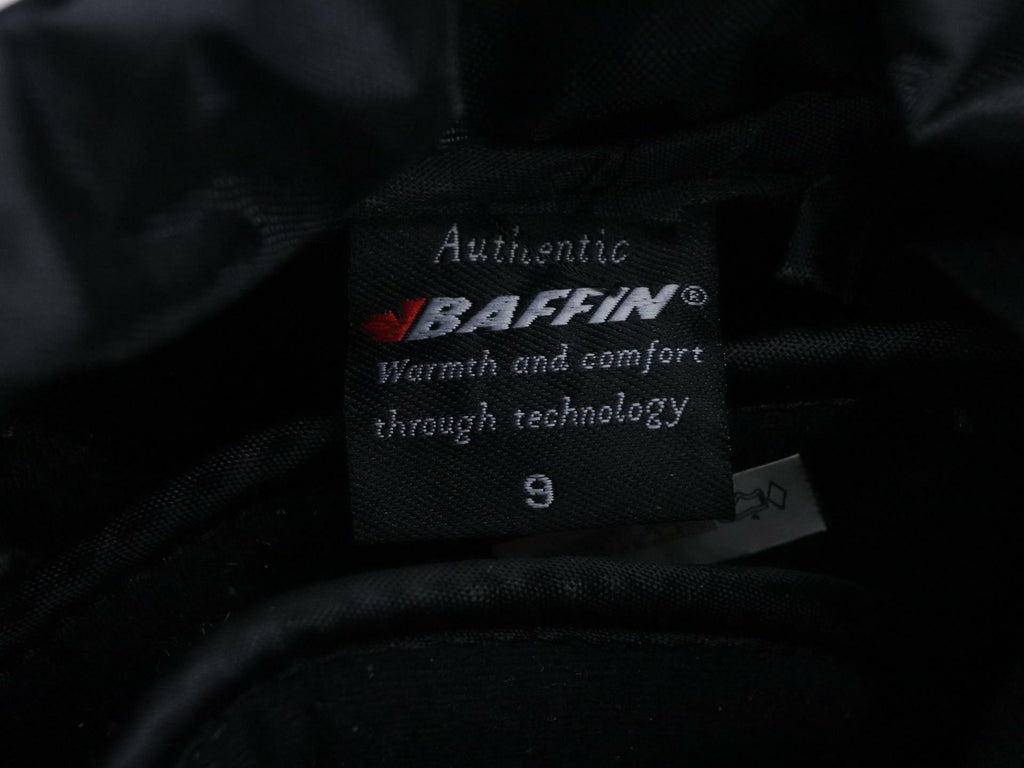 Authentic
BAFFIN®
Warmth and comfort
through technology
9